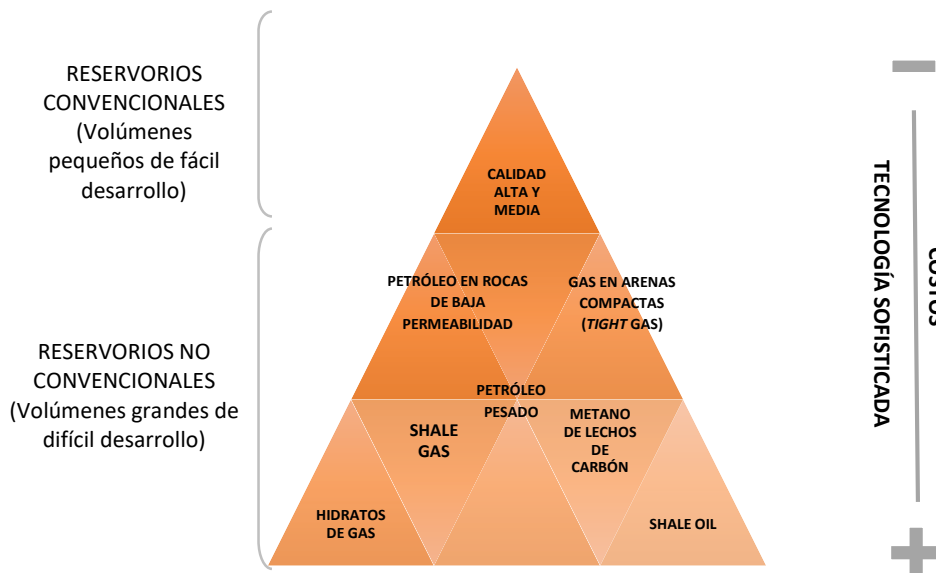 RESERVORIOS
CONVENCIONALES
(Volúmenes
pequeños de fácil
desarrollo)
RESERVORIOS NO
CONVENCIONALES
(Volúmenes grandes de
difícil desarrollo)
CALIDAD
ALTA Y
MEDIA
PETRÓLEO EN ROCAS
DE BAJA
PERMEABILIDAD
GAS EN ARENAS
COMPACTAS
(TIGHT GAS)
PETRÓLEO
PESADO
SHALE
GAS
METANO
DE LECHOS
DE
CARBÓN
HIDRATOS
DE GAS
SHALE OIL
TECNOLOGÍA SOFISTICADA
COSTOS